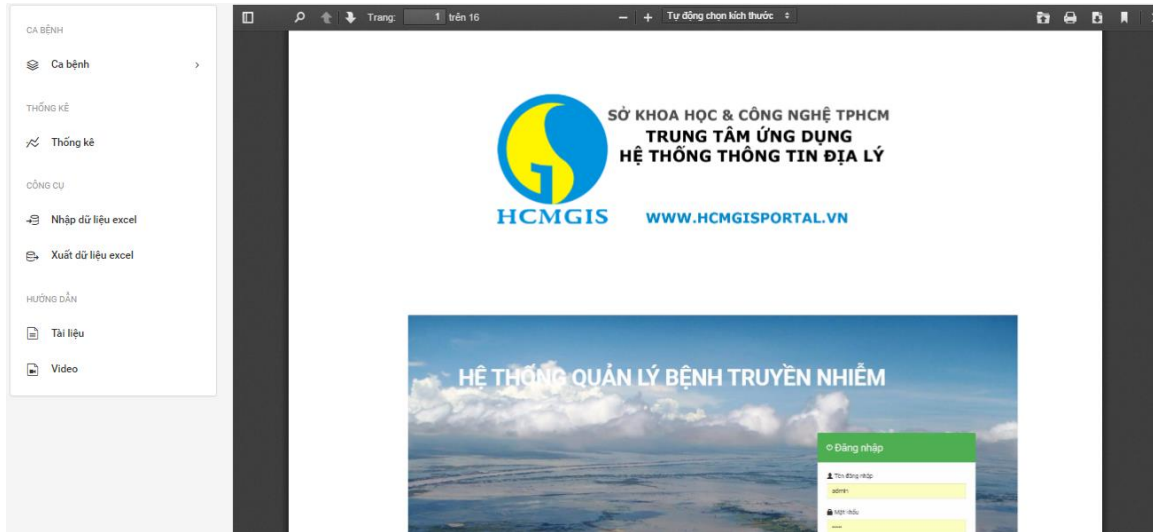 CA BỆNH
Ca bệnh
THỐNG KÊ
Thống kê
CÔNG CỤ
Nhập dữ liệu excel
Xuất dữ liệu excel
HƯỚNG DẪN
Tài liệu
Video
Trang: 1 trên 16
Tự động chọn kích thước
SỞ KHOA HỌC & CÔNG NGHỆ TPHCM
TRUNG TÂM ỨNG DỤNG
HỆ THỐNG THÔNG TIN ĐỊA LÝ
HCMGIS
WWW.HCMGISPORTAL.VN
HỆ THỐNG QUẢN LÝ BỆNH TRUYỀN NHIỄM
Đăng nhập
Tên đăng nhập
admin
Mật khẩu